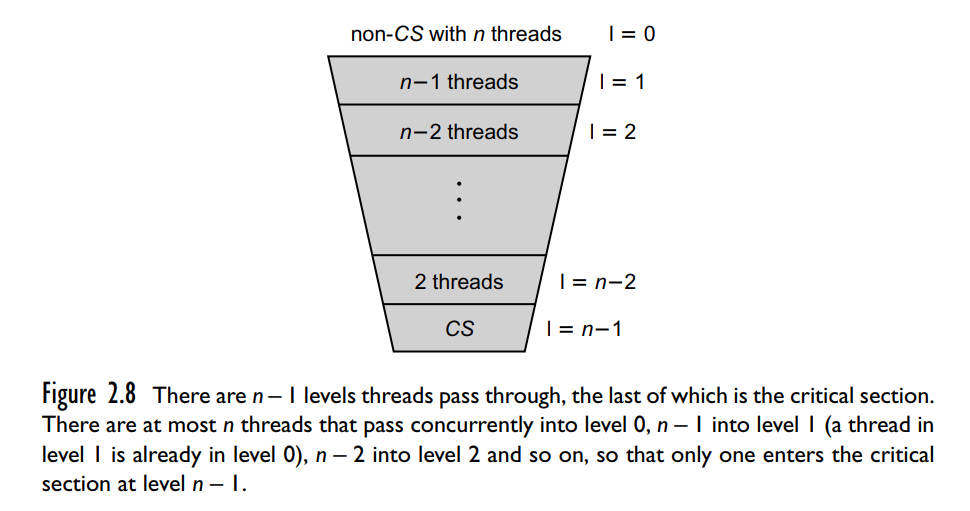 non-CS with n threads l = 0
n−1 threads l = 1
n−2 threads l = 2
⋮
2 threads l = n−2
CS l = n−1
Figure 2.8 There are n − 1 levels threads pass through, the last of which is the critical section.
There are at most n threads that pass concurrently into level 0, n − 1 into level 1 (a thread in
level 1 is already in level 0), n − 2 into level 2 and so on, so that only one enters the critical
section at level n − 1.